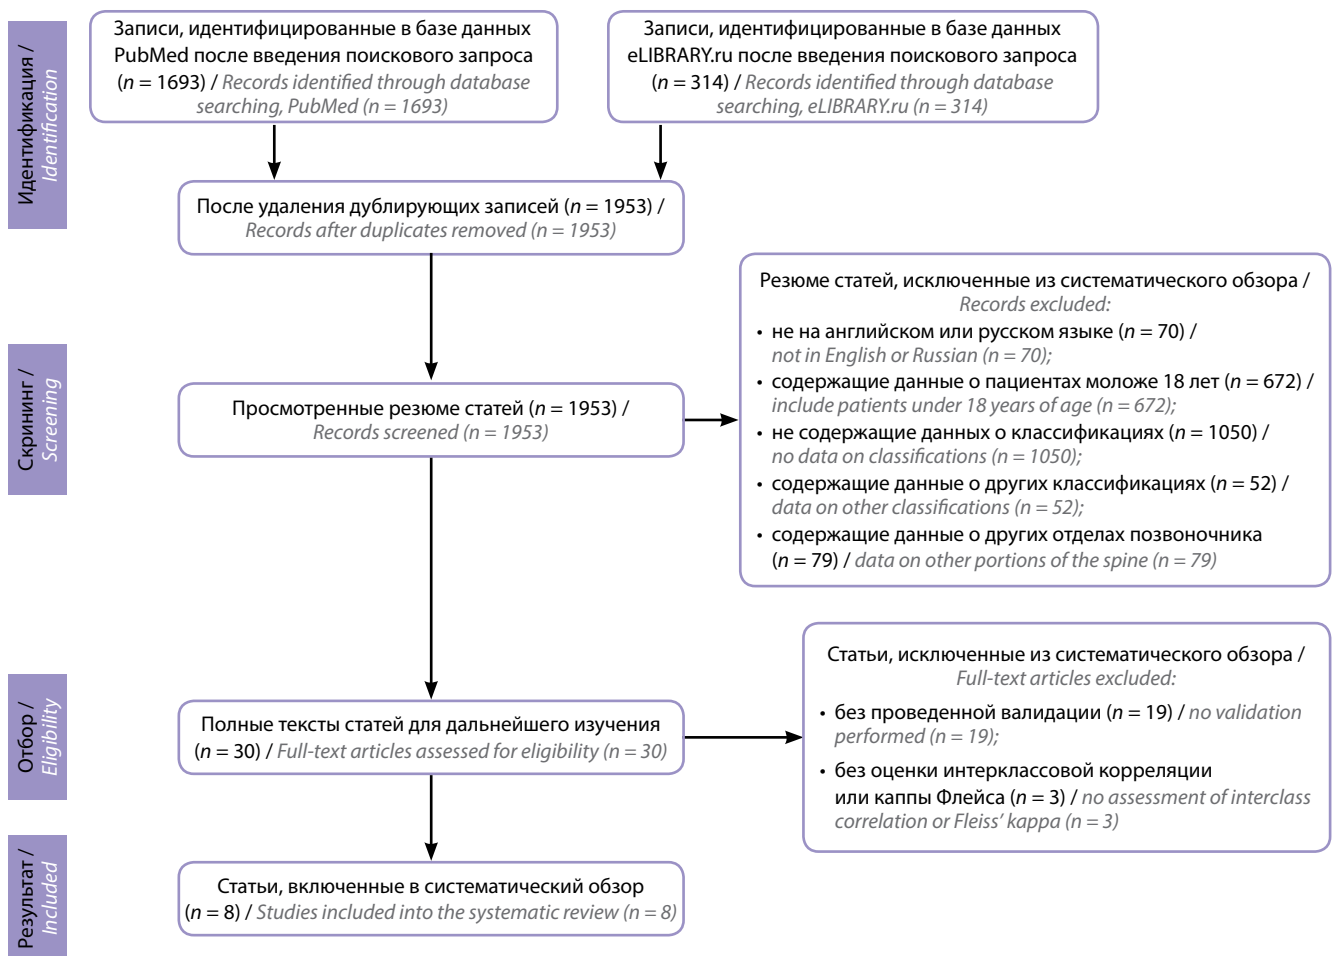 Идентификация /
Identification
Записи, идентифицированные в базе данных
PubMed после введения поискового запроса
(n = 1693) / Records identified through database
searching, PubMed (n = 1693)
Записи, идентифицированные в базе данных
eLIBRARY.ru после введения поискового запроса
(n = 314) / Records identified through database
searching, eLIBRARY.ru (n = 314)
После удаления дублирующих записей (n = 1953) /
Records after duplicates removed (n = 1953)
Скрининг /
Screening
Просмотренные резюме статей (n = 1953) /
Records screened (n = 1953)
Резюме статей, исключенные из систематического обзора /
Records excluded:
• не на английском или русском языке (n = 70) /
not in English or Russian (n = 70);
• содержащие данные о пациентах моложе 18 лет (n = 672) /
include patients under 18 years of age (n = 672);
• не содержащие данных о классификациях (n = 1050) /
no data on classifications (n = 1050);
• содержащие данные о других классификациях (n = 52) /
data on other classifications (n = 52);
• содержащие данные о других отделах позвоночника
(n = 79) / data on other portions of the spine (n = 79)
Отбор /
Eligibility
Полные тексты статей для дальнейшего изучения
(n = 30) / Full-text articles assessed for eligibility (n = 30)
Статьи, исключенные из систематического обзора /
Full-text articles excluded:
• без проведенной валидации (n = 19) / no validation
performed (n = 19);
• без оценки интерклассовой корреляции
или каппы Флейса (n = 3) / no assessment of interclass
correlation or Fleiss’ kappa (n = 3)
Результат /
Included
Статьи, включенные в систематический обзор
(n = 8) / Studies included into the systematic review (n = 8)